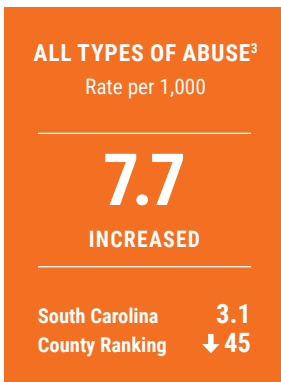 ALL TYPES OF ABUSE³
Rate per 1,000
7.7
INCREASED
South Carolina 3.1
County Ranking ↓ 45